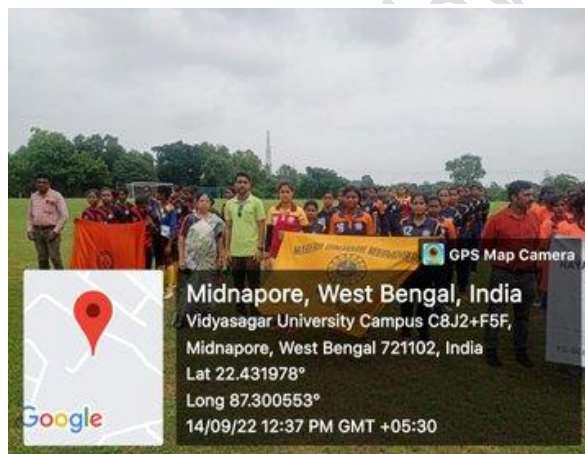 GPS Map Camera
Midnapore, West Bengal, India
Vidyasagar University Campus C8J2+F5F,
Midnapore, West Bengal 721102, India
Lat 22.431978°
Long 87.300553°
14/09/22 12:37 PM GMT +05:30
Google